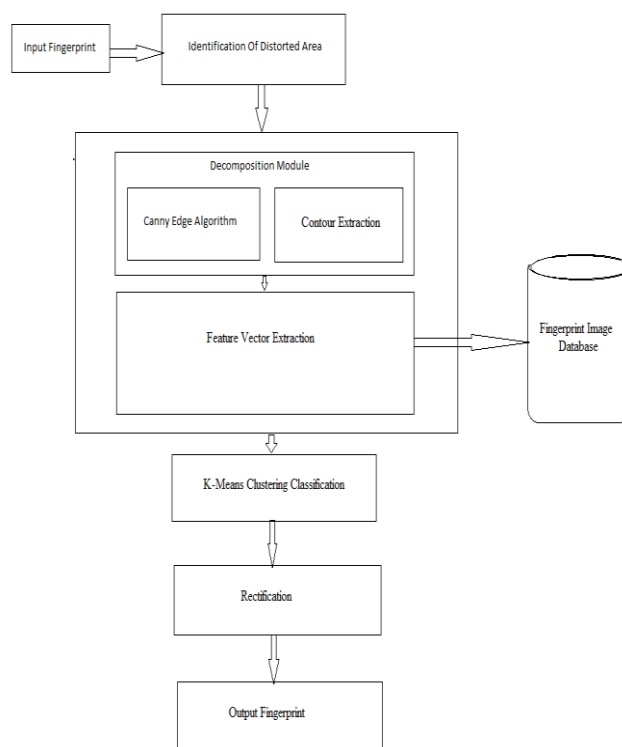 Input Fingerprint
Identification Of Distorted Area
Decomposition Module
Canny Edge Algorithm
Contour Extraction
Feature Vector Extraction
Fingerprint Image
Database
K-Means Clustering Classification
Rectification
Output Fingerprint